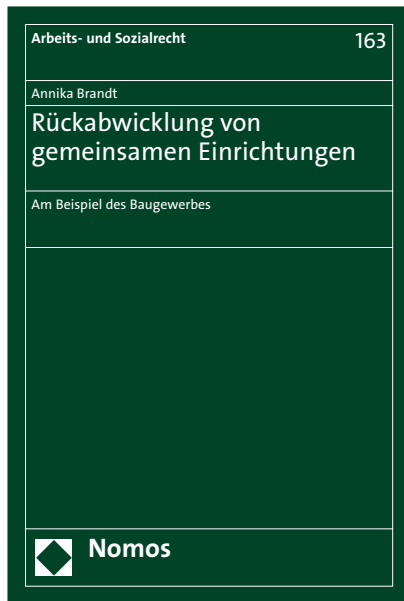 Arbeits- und Sozialrecht 163
Annika Brandt
Rückabwicklung von
gemeinsamen Einrichtungen
Am Beispiel des Baugewerbes
Nomos